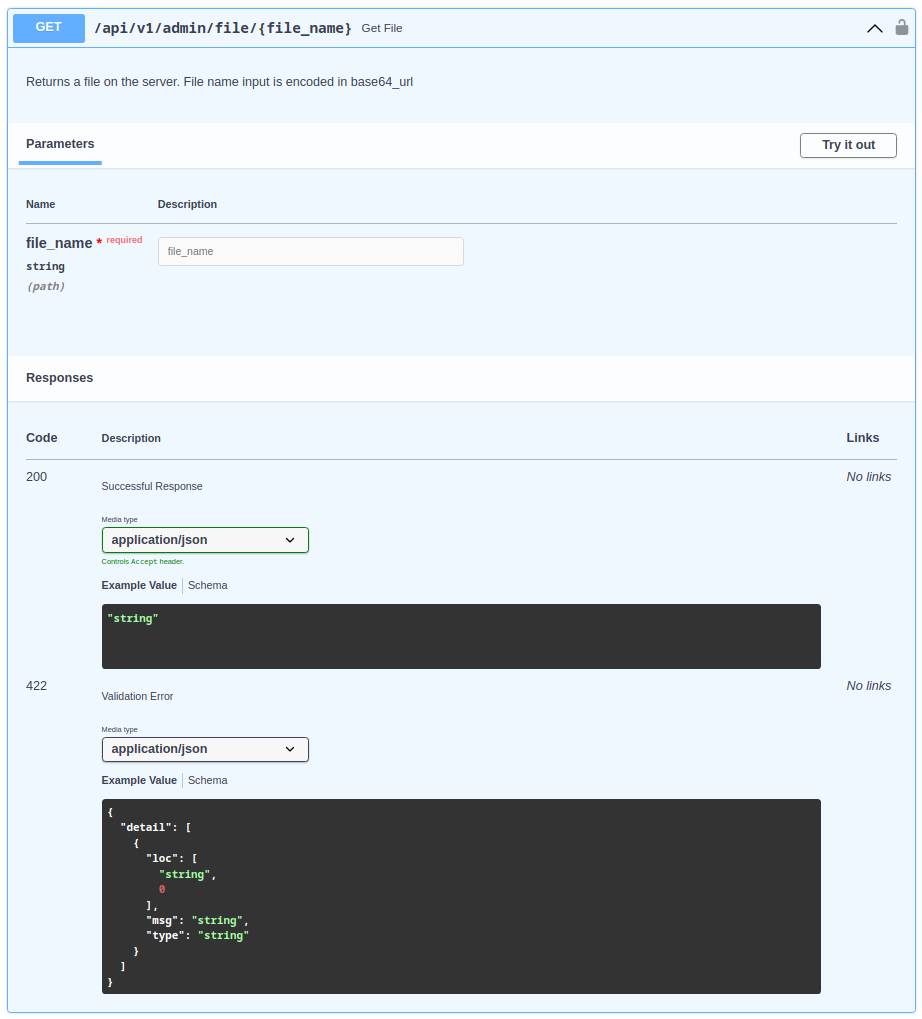 GET /api/v1/admin/file/{file_name} Get File
Returns a file on the server. File name input is encoded in base64_url
Parameters Try it out
Name Description
file_name * required file_name
string
(path)
Responses
Code Description Links
200 No links
Successful Response
Media type
application/json
Controls Accept header.
Example Value Schema
"string"
422 No links
Validation Error
Media type
application/json
Example Value Schema
{
  "detail": [
    {
      "loc": [
        "string",
        0
      ],
      "msg": "string",
      "type": "string"
    }
  ]
}